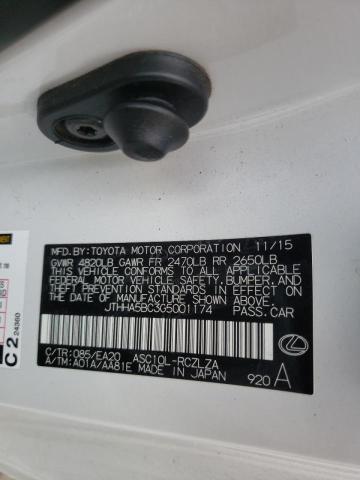 MFD.BY:TOYOTA MOTOR CORPORATION 11/15
GVWR 4820LB GAWR FR 2470LB RR 2650LB
THIS VEHICLE CONFORMS TO ALL APPLICABLE
FEDERAL MOTOR VEHICLE SAFETY, BUMPER, AND
THEFT PREVENTION STANDARDS IN EFFECT ON
THE DATE OF MANUFACTURE SHOWN ABOVE.
JTHHA5BC3G5001174 PASS.CAR
C/TR:085/EA20 ASC10L-RCZLZA
A/TM:A01A/AA81E MADE IN JAPAN 920 A
C2 24360